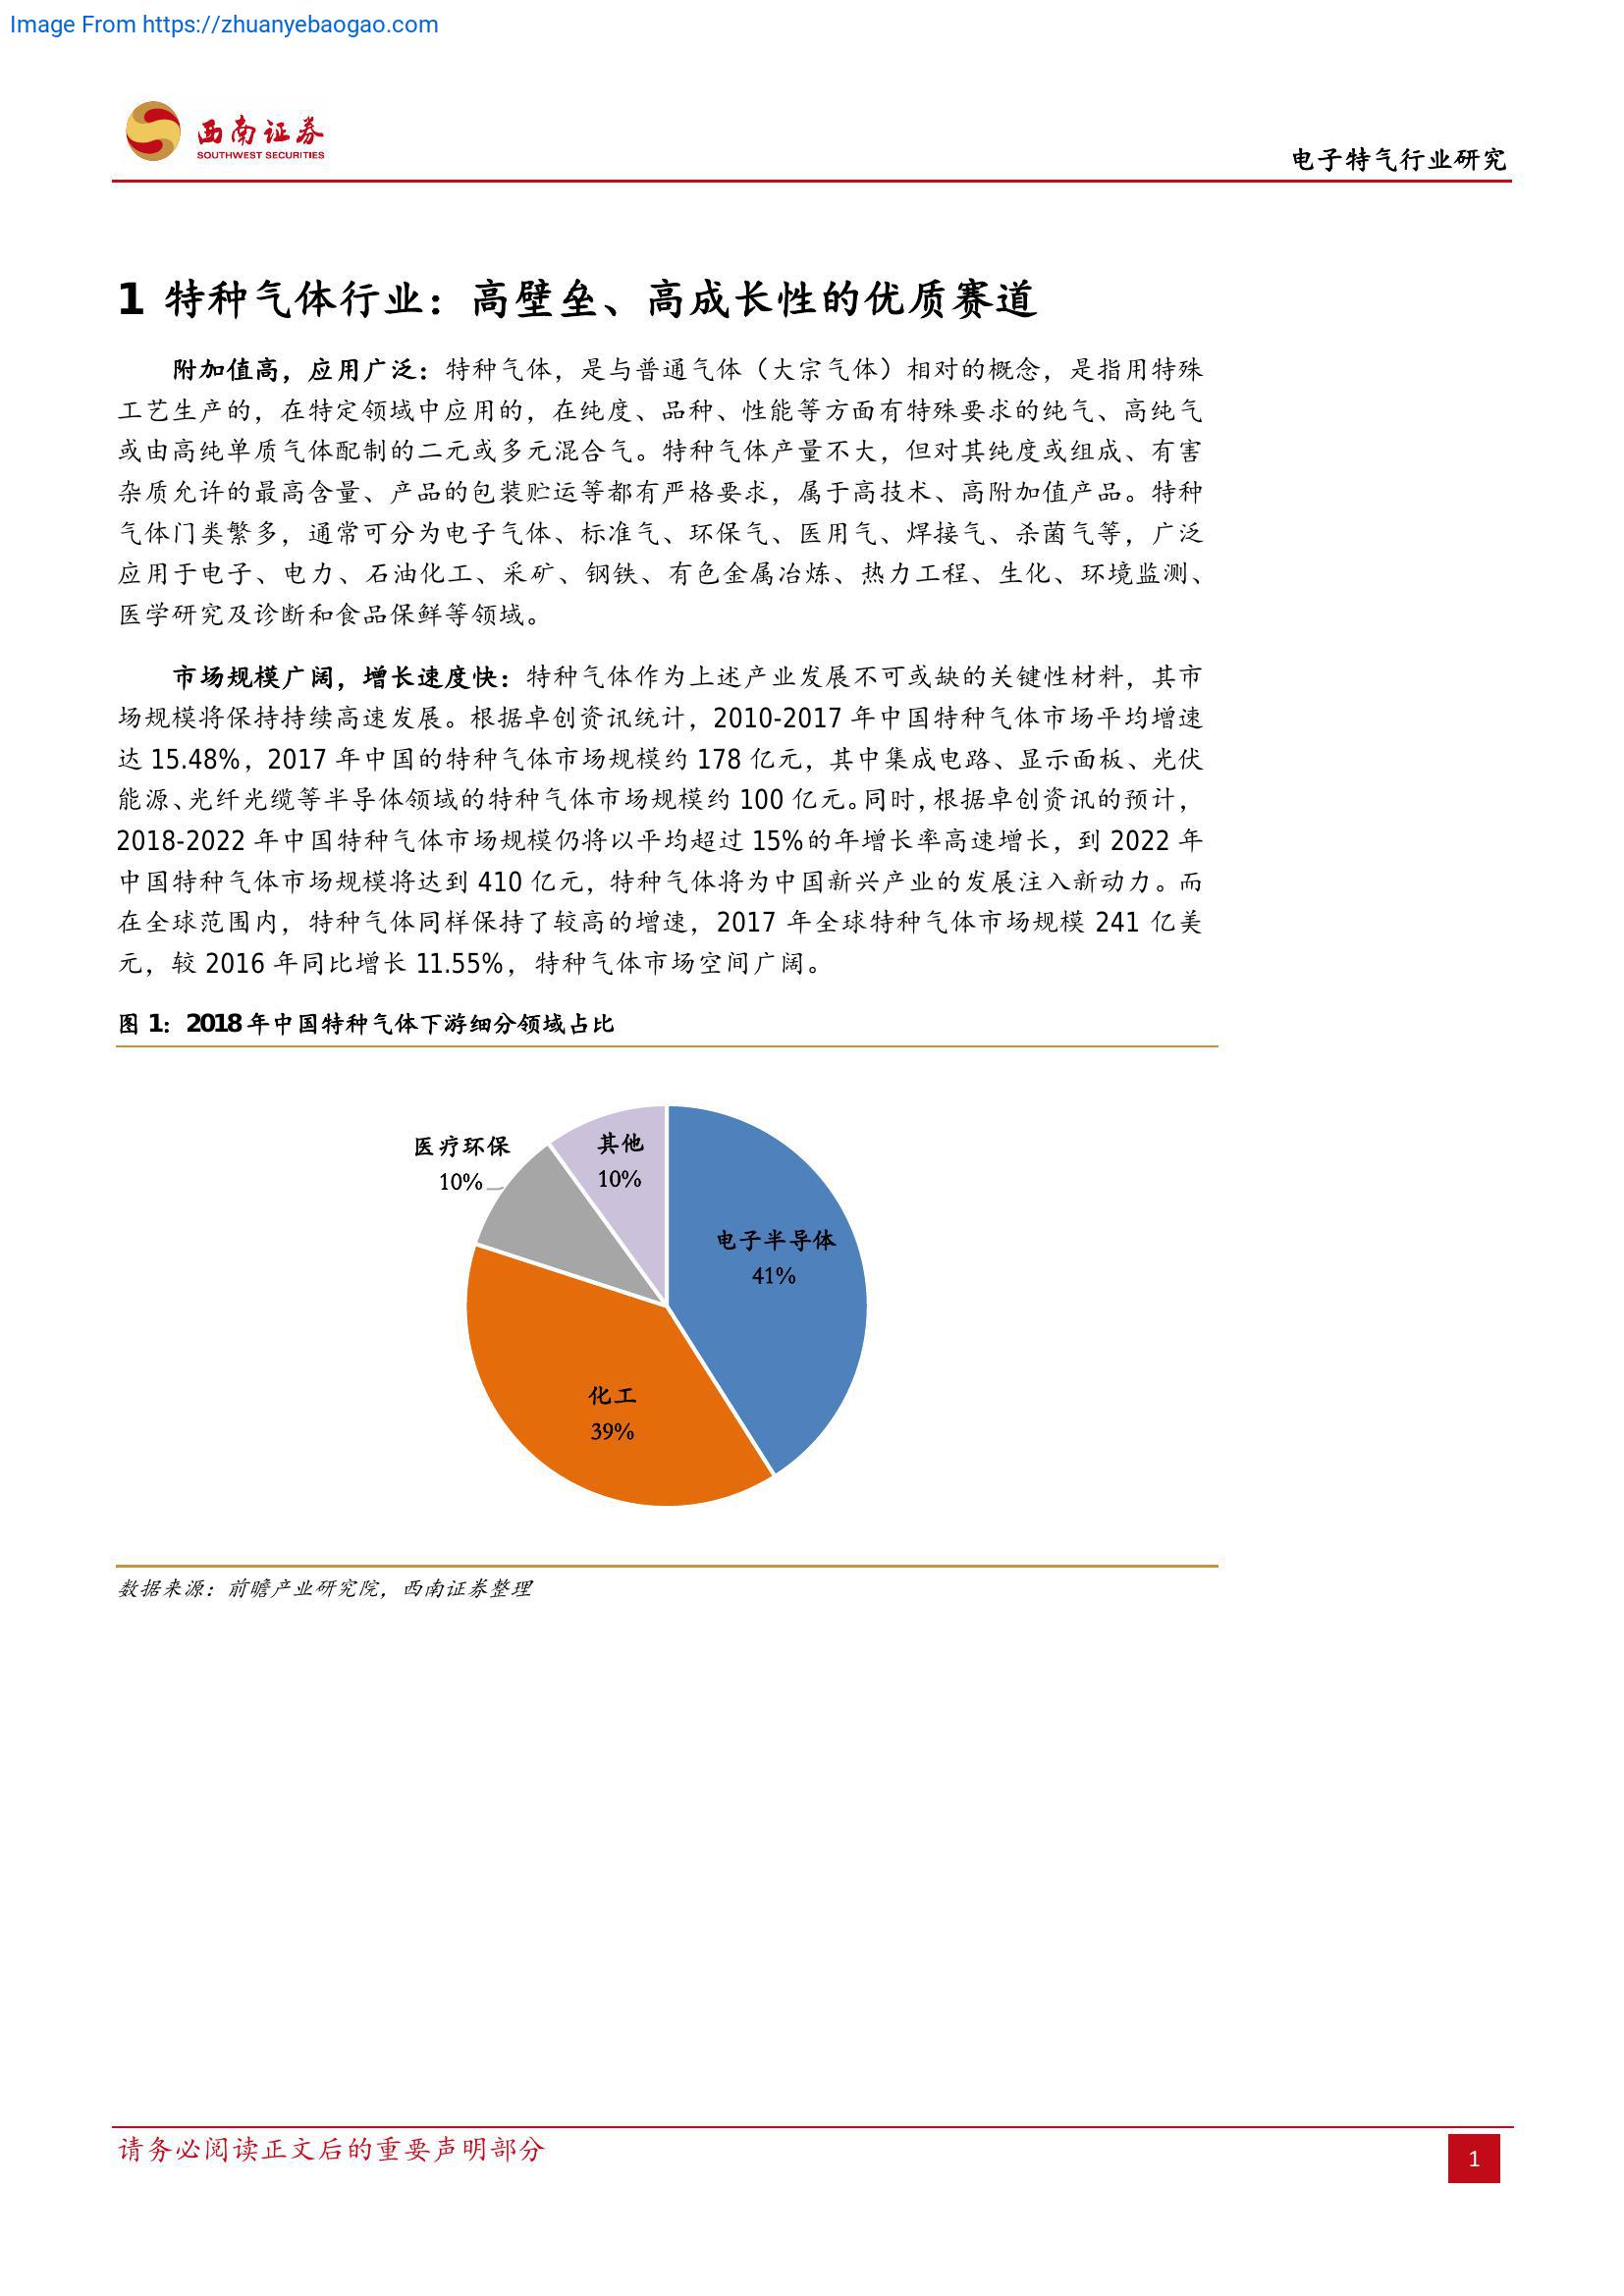 Image From https://zhuanyebaogao.com
西南证券
SOUTHWEST SECURITIES
电子特气行业研究
1 特种气体行业：高壁垒、高成长性的优质赛道
附加值高，应用广泛：特种气体，是与普通气体（大宗气体）相对的概念，是指用特殊
工艺生产的，在特定领域中应用的，在纯度、品种、性能等方面有特殊要求的纯气、高纯气
或由高纯单质气体配制的二元或多元混合气。特种气体产量不大，但对其纯度或组成、有害
杂质允许的最高含量、产品的包装贮运等都有严格要求，属于高技术、高附加值产品。特种
气体门类繁多，通常可分为电子气体、标准气、环保气、医用气、焊接气、杀菌气等，广泛
应用于电子、电力、石油化工、采矿、钢铁、有色金属冶炼、热力工程、生化、环境监测、
医学研究及诊断和食品保鲜等领域。
市场规模广阔，增长速度快：特种气体作为上述产业发展不可或缺的关键性材料，其市
场规模将保持持续高速发展。根据卓创资讯统计，2010-2017 年中国特种气体市场平均增速
达 15.48%，2017 年中国的特种气体市场规模约 178 亿元，其中集成电路、显示面板、光伏
能源、光纤光缆等半导体领域的特种气体市场规模约 100 亿元。同时，根据卓创资讯的预计，
2018-2022 年中国特种气体市场规模仍将以平均超过 15%的年增长率高速增长，到 2022 年
中国特种气体市场规模将达到 410 亿元，特种气体将为中国新兴产业的发展注入新动力。而
在全球范围内，特种气体同样保持了较高的增速，2017 年全球特种气体市场规模 241 亿美
元，较 2016 年同比增长 11.55%，特种气体市场空间广阔。
图 1：2018 年中国特种气体下游细分领域占比
医疗环保
10%
其他
10%
电子半导体
41%
化工
39%
数据来源：前瞻产业研究院，西南证券整理
请务必阅读正文后的重要声明部分
1